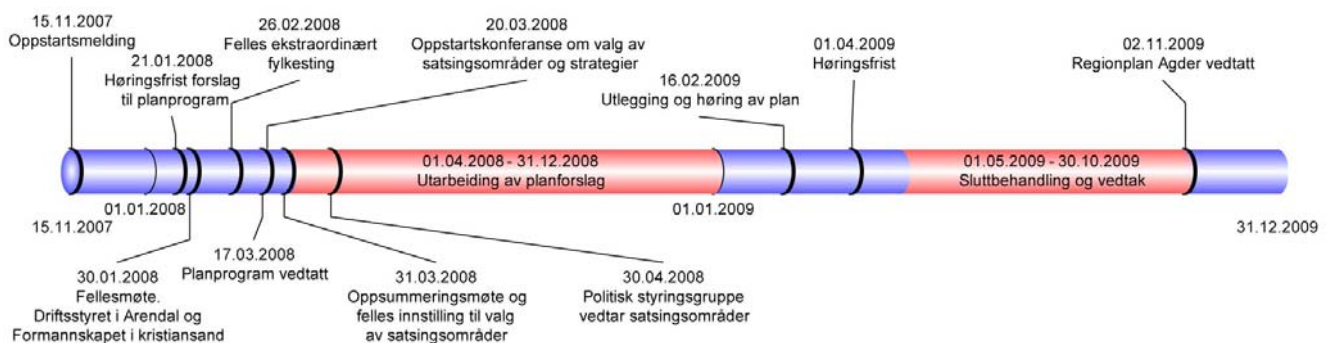 15.11.2007
Oppstartsmelding
21.01.2008
Høringsfrist forslag
til planprogram
26.02.2008
Felles ekstraordinært
fylkesting
20.03.2008
Oppstartskonferanse om valg av
satsingsområder og strategier
16.02.2009
Utlegging og høring av plan
01.04.2009
Høringsfrist
02.11.2009
Regionplan Agder vedtatt
01.04.2008 - 31.12.2008
Utarbeiding av planforslag
01.05.2009 - 30.10.2009
Sluttbehandling og vedtak
15.11.2007
01.01.2008
01.01.2009
31.12.2009
30.01.2008
Fellesmøte.
Driftsstyret i Arendal og
Formannskapet i kristiansand
17.03.2008
Planprogram vedtatt
31.03.2008
Oppsummeringsmøte og
felles innstilling til valg
av satsingsområder
30.04.2008
Politisk styringsgruppe
vedtar satsingsområder